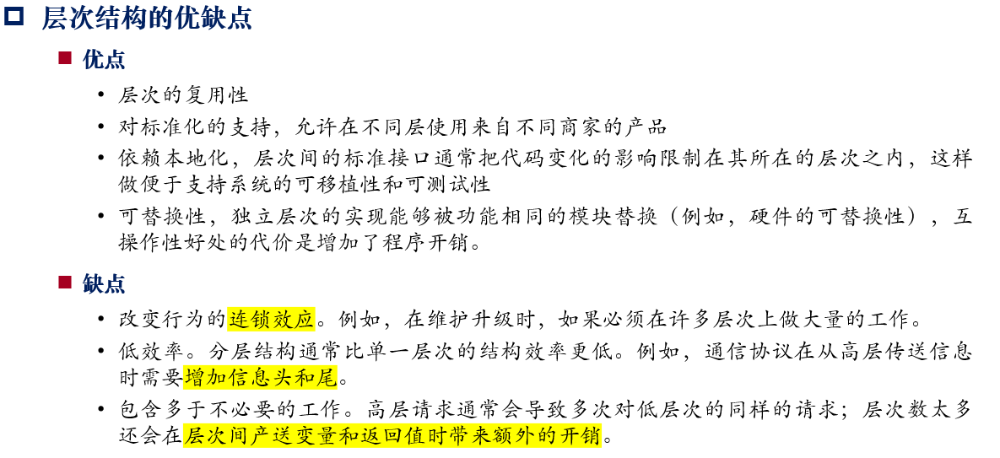 层次结构的优缺点
优点
• 层次的复用性
• 对标准化的支持，允许在不同层使用来自不同商家的产品
• 依赖本地化，层次间的标准接口通常把代码变化的影响限制在其所在的层次之内，这样
做便于支持系统的可移植性和可测试性
• 可替换性，独立层次的实现能够被功能相同的模块替换（例如，硬件的可替换性），互
操作性好处的代价是增加了程序开销。
缺点
• 改变行为的连锁效应。例如，在维护升级时，如果必须在许多层次上做大量的工作。
• 低效率。分层结构通常比单一层次的结构效率更低。例如，通信协议在从高层传送信息
时需要增加信息头和尾。
• 包含多于不必要的工作。高层请求通常会导致多次对低层次的同样的请求；层次数太多
还会在层次间产送变量和返回值时带来额外的开销。